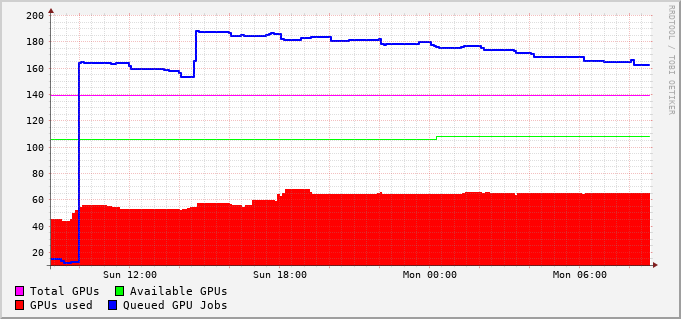 200
180
160
140
120
100
80
60
40
20
Sun 12:00 Sun 18:00 Mon 00:00 Mon 06:00
Total GPUs Available GPUs
GPUs used Queued GPU Jobs
RRDTOOL / TOBI OETIKER